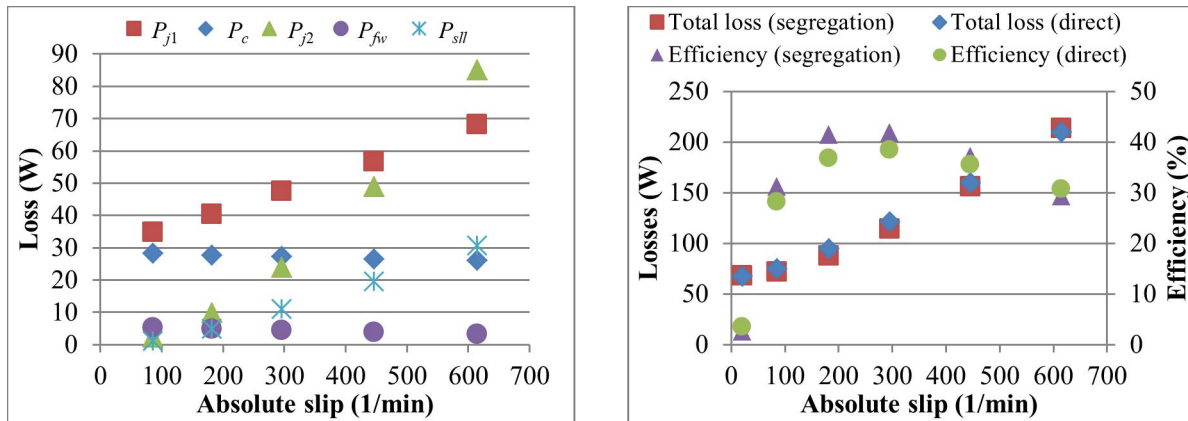 P_j1 P_c P_j2 P_fw P_sll
90
80
70
60
50
40
30
20
10
0
Loss (W)
0 100 200 300 400 500 600 700
Absolute slip (1/min)
Total loss (segregation) Total loss (direct)
Efficiency (segregation) Efficiency (direct)
250
200
150
100
50
0
Losses (W)
50
40
30
20
10
0
Efficiency (%)
0 100 200 300 400 500 600 700
Absolute slip (1/min)